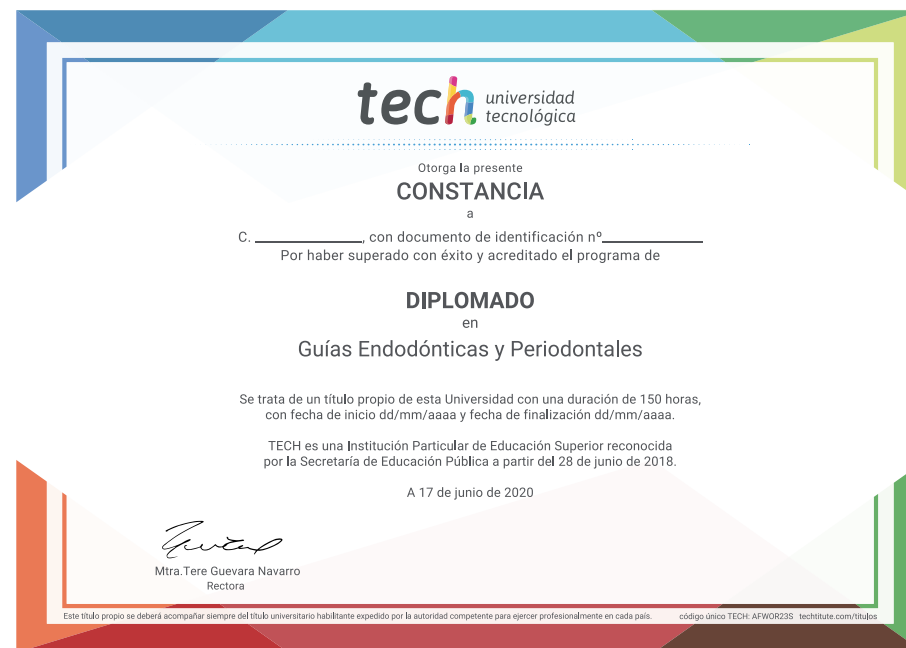 tech universidad
tecnológica
Otorga la presente
CONSTANCIA
a
C. ____________, con documento de identificación nº____________
Por haber superado con éxito y acreditado el programa de
DIPLOMADO
en
Guías Endodónticas y Periodontales
Se trata de un título propio de esta Universidad con una duración de 150 horas,
con fecha de inicio dd/mm/aaaa y fecha de finalización dd/mm/aaaa.
TECH es una Institución Particular de Educación Superior reconocida
por la Secretaría de Educación Pública a partir del 28 de junio de 2018.
A 17 de junio de 2020
Mtra.Tere Guevara Navarro
Rectora
Este título propio se deberá acompañar siempre del título universitario habilitante expedido por la autoridad competente para ejercer profesionalmente en cada país. código único TECH: AFWOR23S techtitute.com/títulos